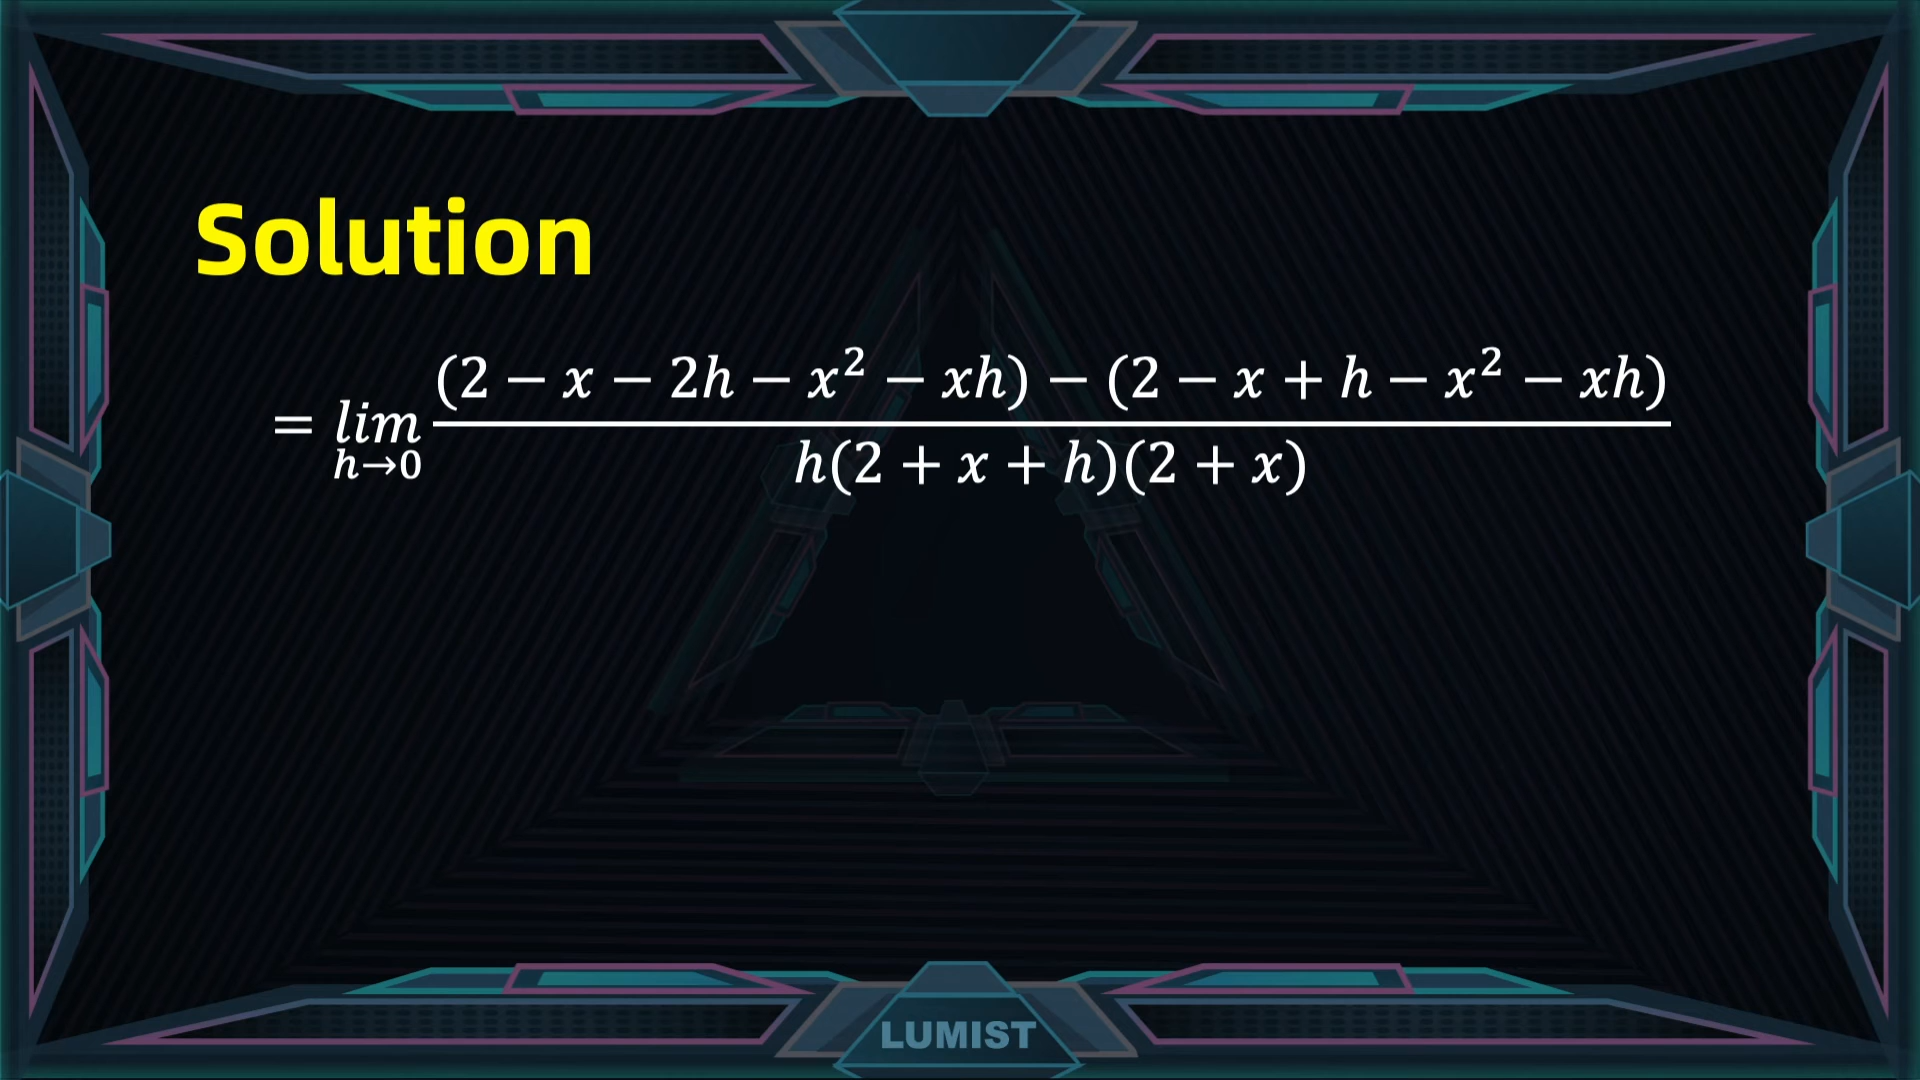 Solution
= lim h→0 ((2 − x − 2h − x² − xh) − (2 − x + h − x² − xh)) / (h(2 + x + h)(2 + x))
LUMIST